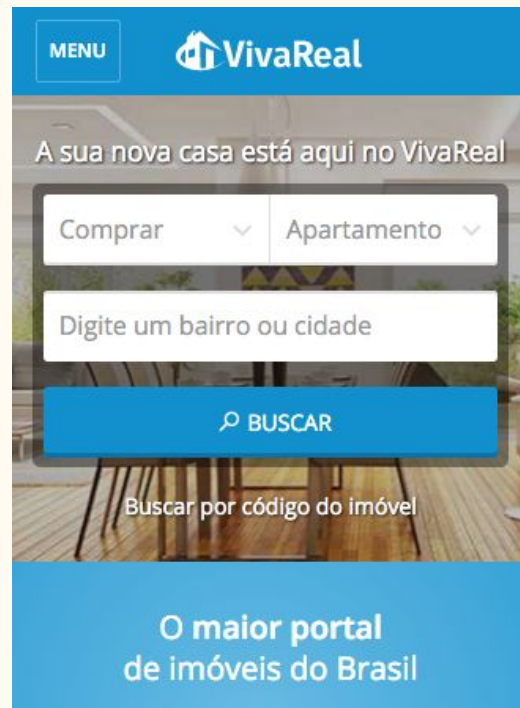 MENU
VivaReal
A sua nova casa está aqui no VivaReal
Comprar
Apartamento
Digite um bairro ou cidade
BUSCAR
Buscar por código do imóvel
O maior portal
de imóveis do Brasil